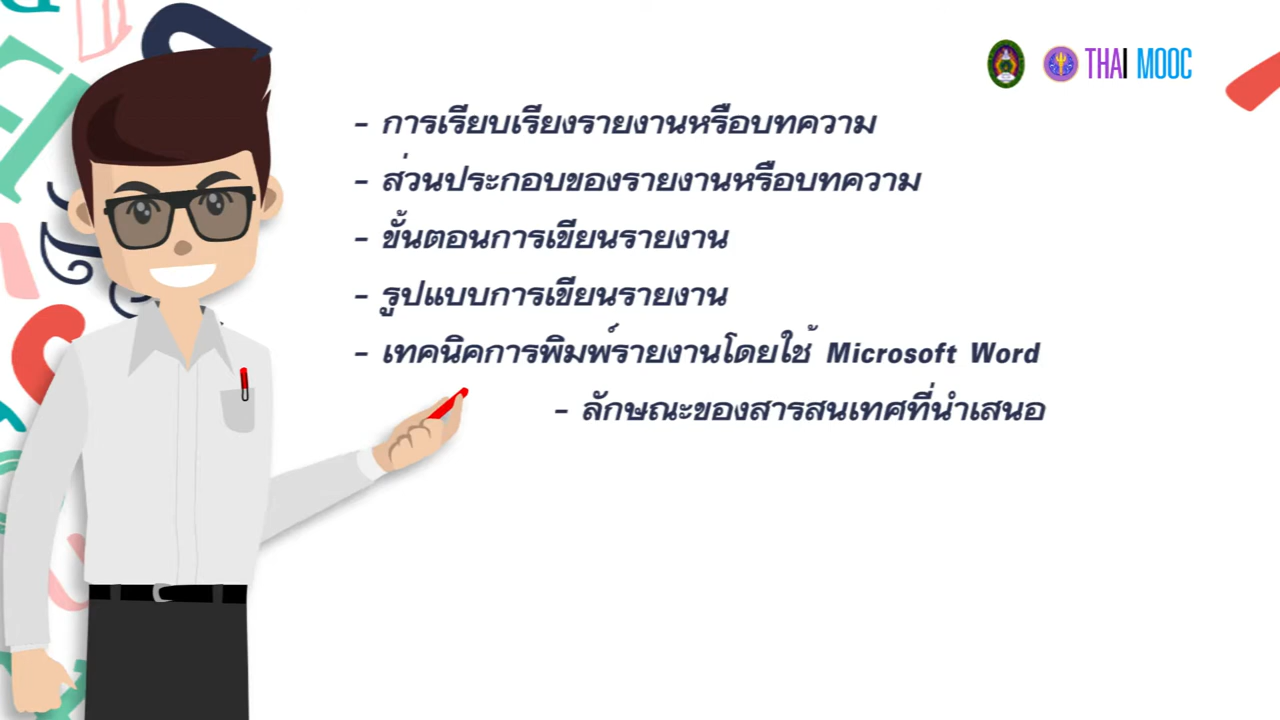 THAI MOOC
- การเรียบเรียงรายงานหรือบทความ
- ส่วนประกอบของรายงานหรือบทความ
- ขั้นตอนการเขียนรายงาน
- รูปแบบการเขียนรายงาน
- เทคนิคการพิมพ์รายงานโดยใช้ Microsoft Word
- ลักษณะของสารสนเทศที่นำเสนอ